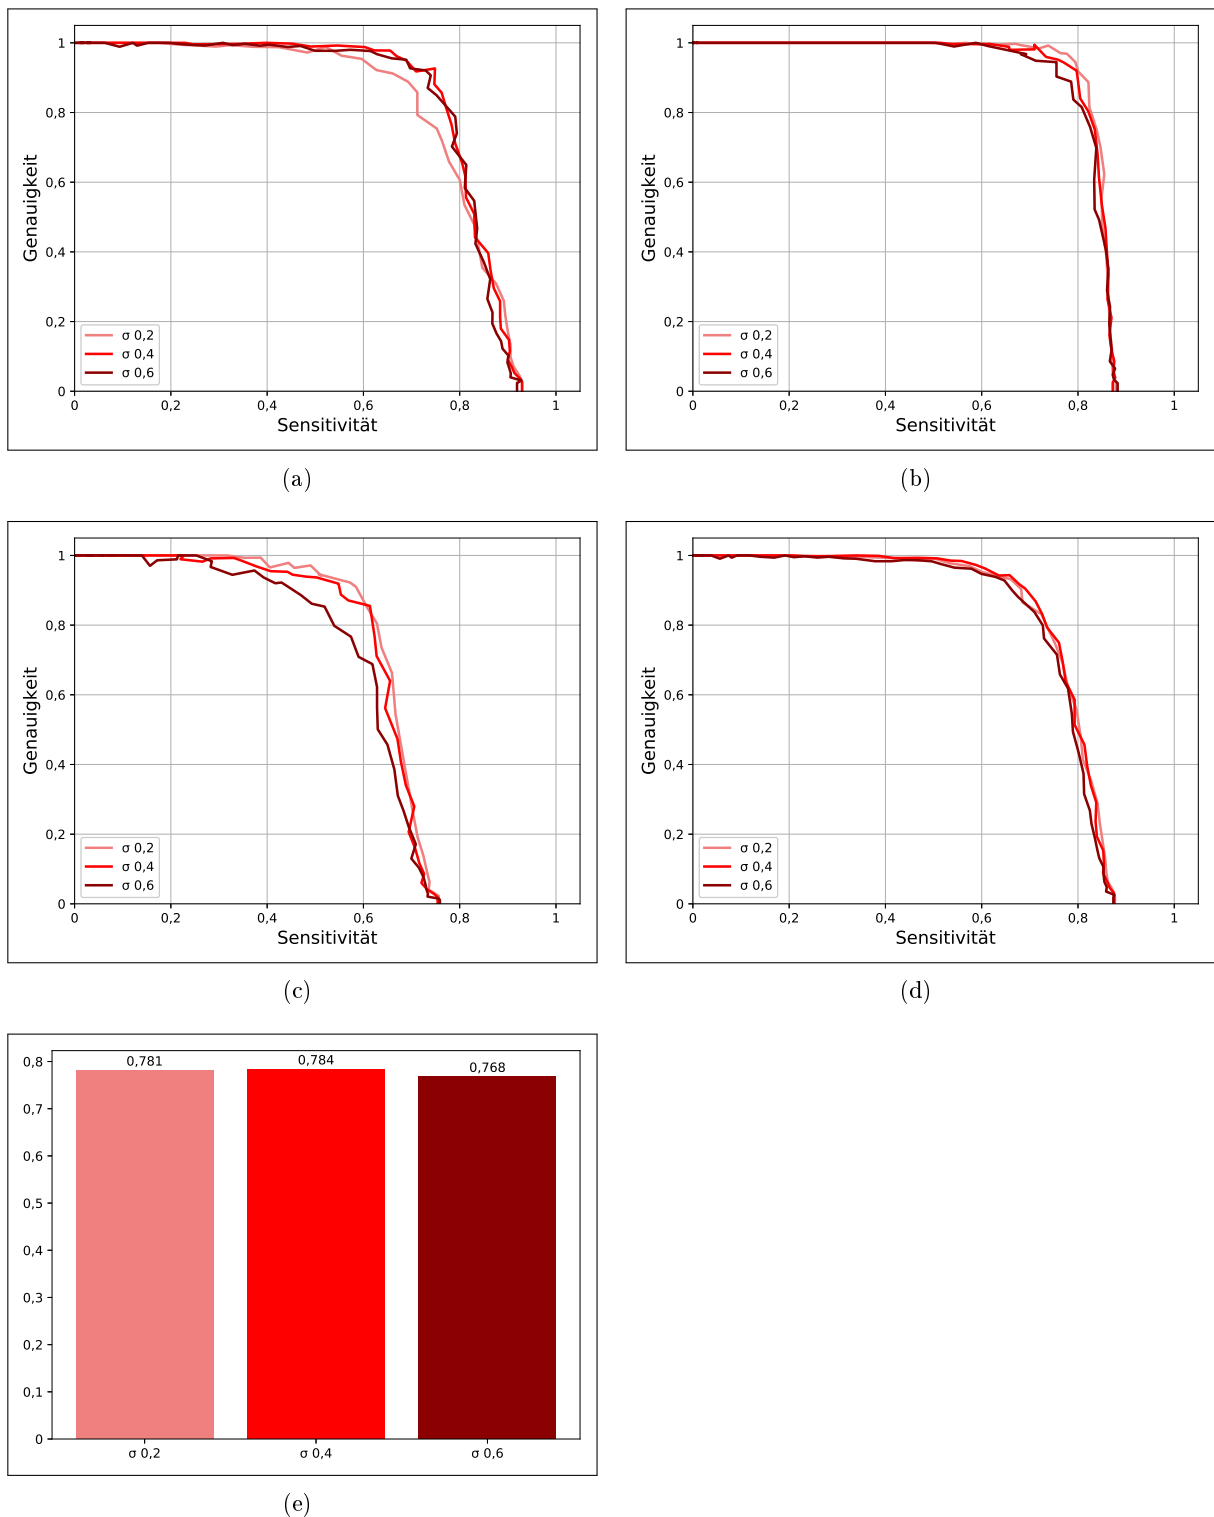 1
0,8
0,6
0,4
0,2
0
Genauigkeit
σ 0,2
σ 0,4
σ 0,6
0 0,2 0,4 0,6 0,8 1
Sensitivität
(a)
1
0,8
0,6
0,4
0,2
0
Genauigkeit
σ 0,2
σ 0,4
σ 0,6
0 0,2 0,4 0,6 0,8 1
Sensitivität
(b)
1
0,8
0,6
0,4
0,2
0
Genauigkeit
σ 0,2
σ 0,4
σ 0,6
0 0,2 0,4 0,6 0,8 1
Sensitivität
(c)
1
0,8
0,6
0,4
0,2
0
Genauigkeit
σ 0,2
σ 0,4
σ 0,6
0 0,2 0,4 0,6 0,8 1
Sensitivität
(d)
0,8
0,7
0,6
0,5
0,4
0,3
0,2
0,1
0
0,781 0,784 0,768
σ 0,2 σ 0,4 σ 0,6
(e)